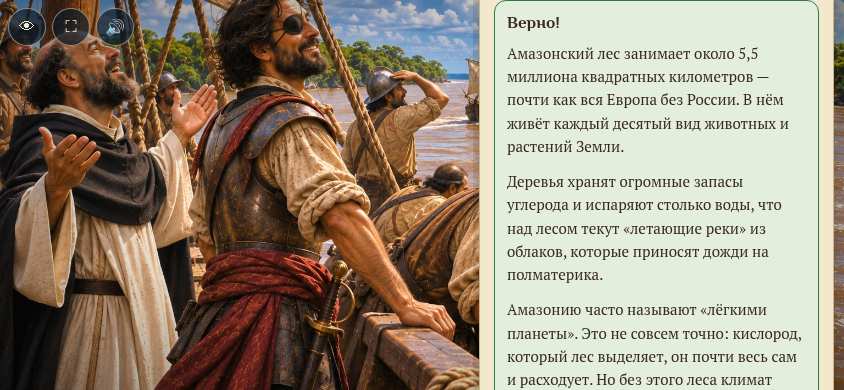 Верно!
Амазонский лес занимает около 5,5
миллиона квадратных километров —
почти как вся Европа без России. В нём
живёт каждый десятый вид животных и
растений Земли.
Деревья хранят огромные запасы
углерода и испаряют столько воды, что
над лесом текут «летающие реки» из
облаков, которые приносят дожди на
полматерика.
Амазонию часто называют «лёгкими
планеты». Это не совсем точно: кислород,
который лес выделяет, он почти весь сам
и расходует. Но без этого леса климат